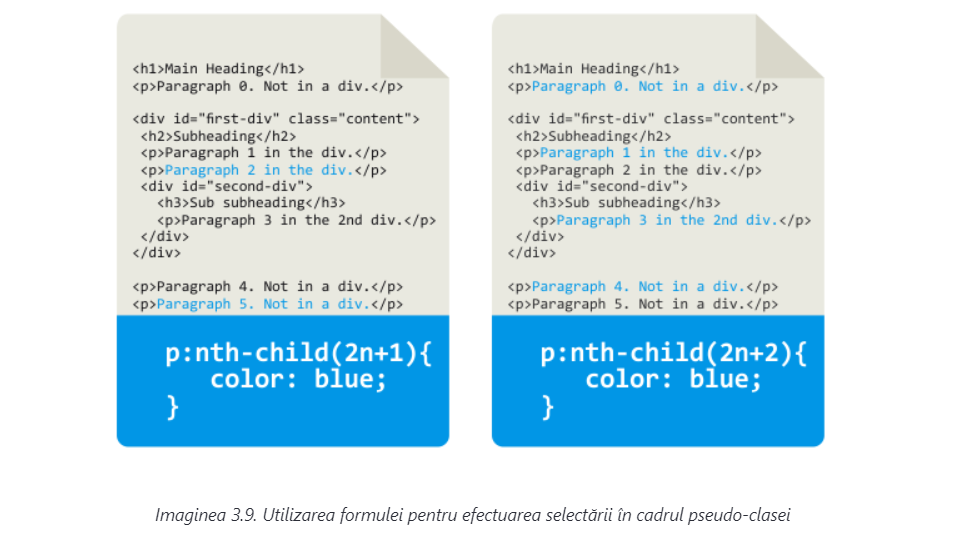 <h1>Main Heading</h1>
<p>Paragraph 0. Not in a div.</p>
<div id="first-div" class="content">
<h2>Subheading</h2>
<p>Paragraph 1 in the div.</p>
<p>Paragraph 2 in the div.</p>
<div id="second-div">
<h3>Sub subheading</h3>
<p>Paragraph 3 in the 2nd div.</p>
</div>
</div>
<p>Paragraph 4. Not in a div.</p>
<p>Paragraph 5. Not in a div.</p>
p:nth-child(2n+1){
color: blue;
}
<h1>Main Heading</h1>
<p>Paragraph 0. Not in a div.</p>
<div id="first-div" class="content">
<h2>Subheading</h2>
<p>Paragraph 1 in the div.</p>
<p>Paragraph 2 in the div.</p>
<div id="second-div">
<h3>Sub subheading</h3>
<p>Paragraph 3 in the 2nd div.</p>
</div>
</div>
<p>Paragraph 4. Not in a div.</p>
<p>Paragraph 5. Not in a div.</p>
p:nth-child(2n+2){
color: blue;
}
Imaginea 3.9. Utilizarea formulei pentru efectuarea selectării în cadrul pseudo-clasei